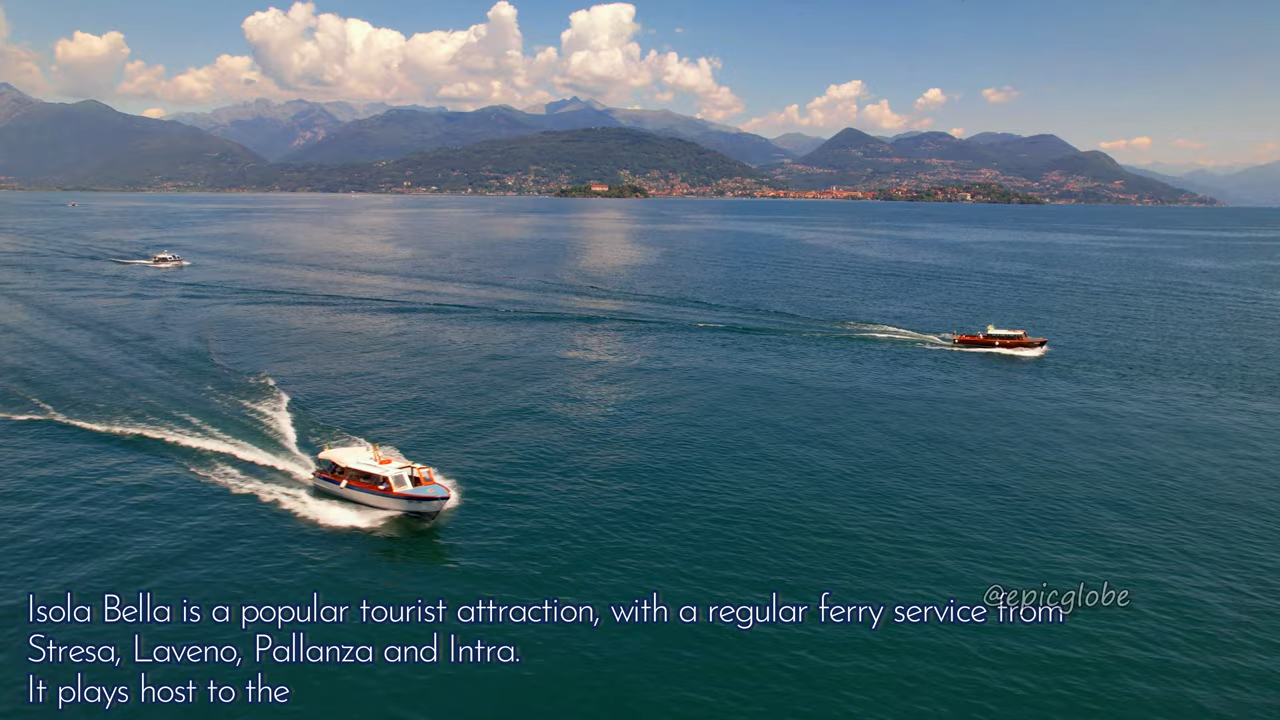 @epicglobe
Isola Bella is a popular tourist attraction, with a regular ferry service from
Stresa, Laveno, Pallanza and Intra.
It plays host to the